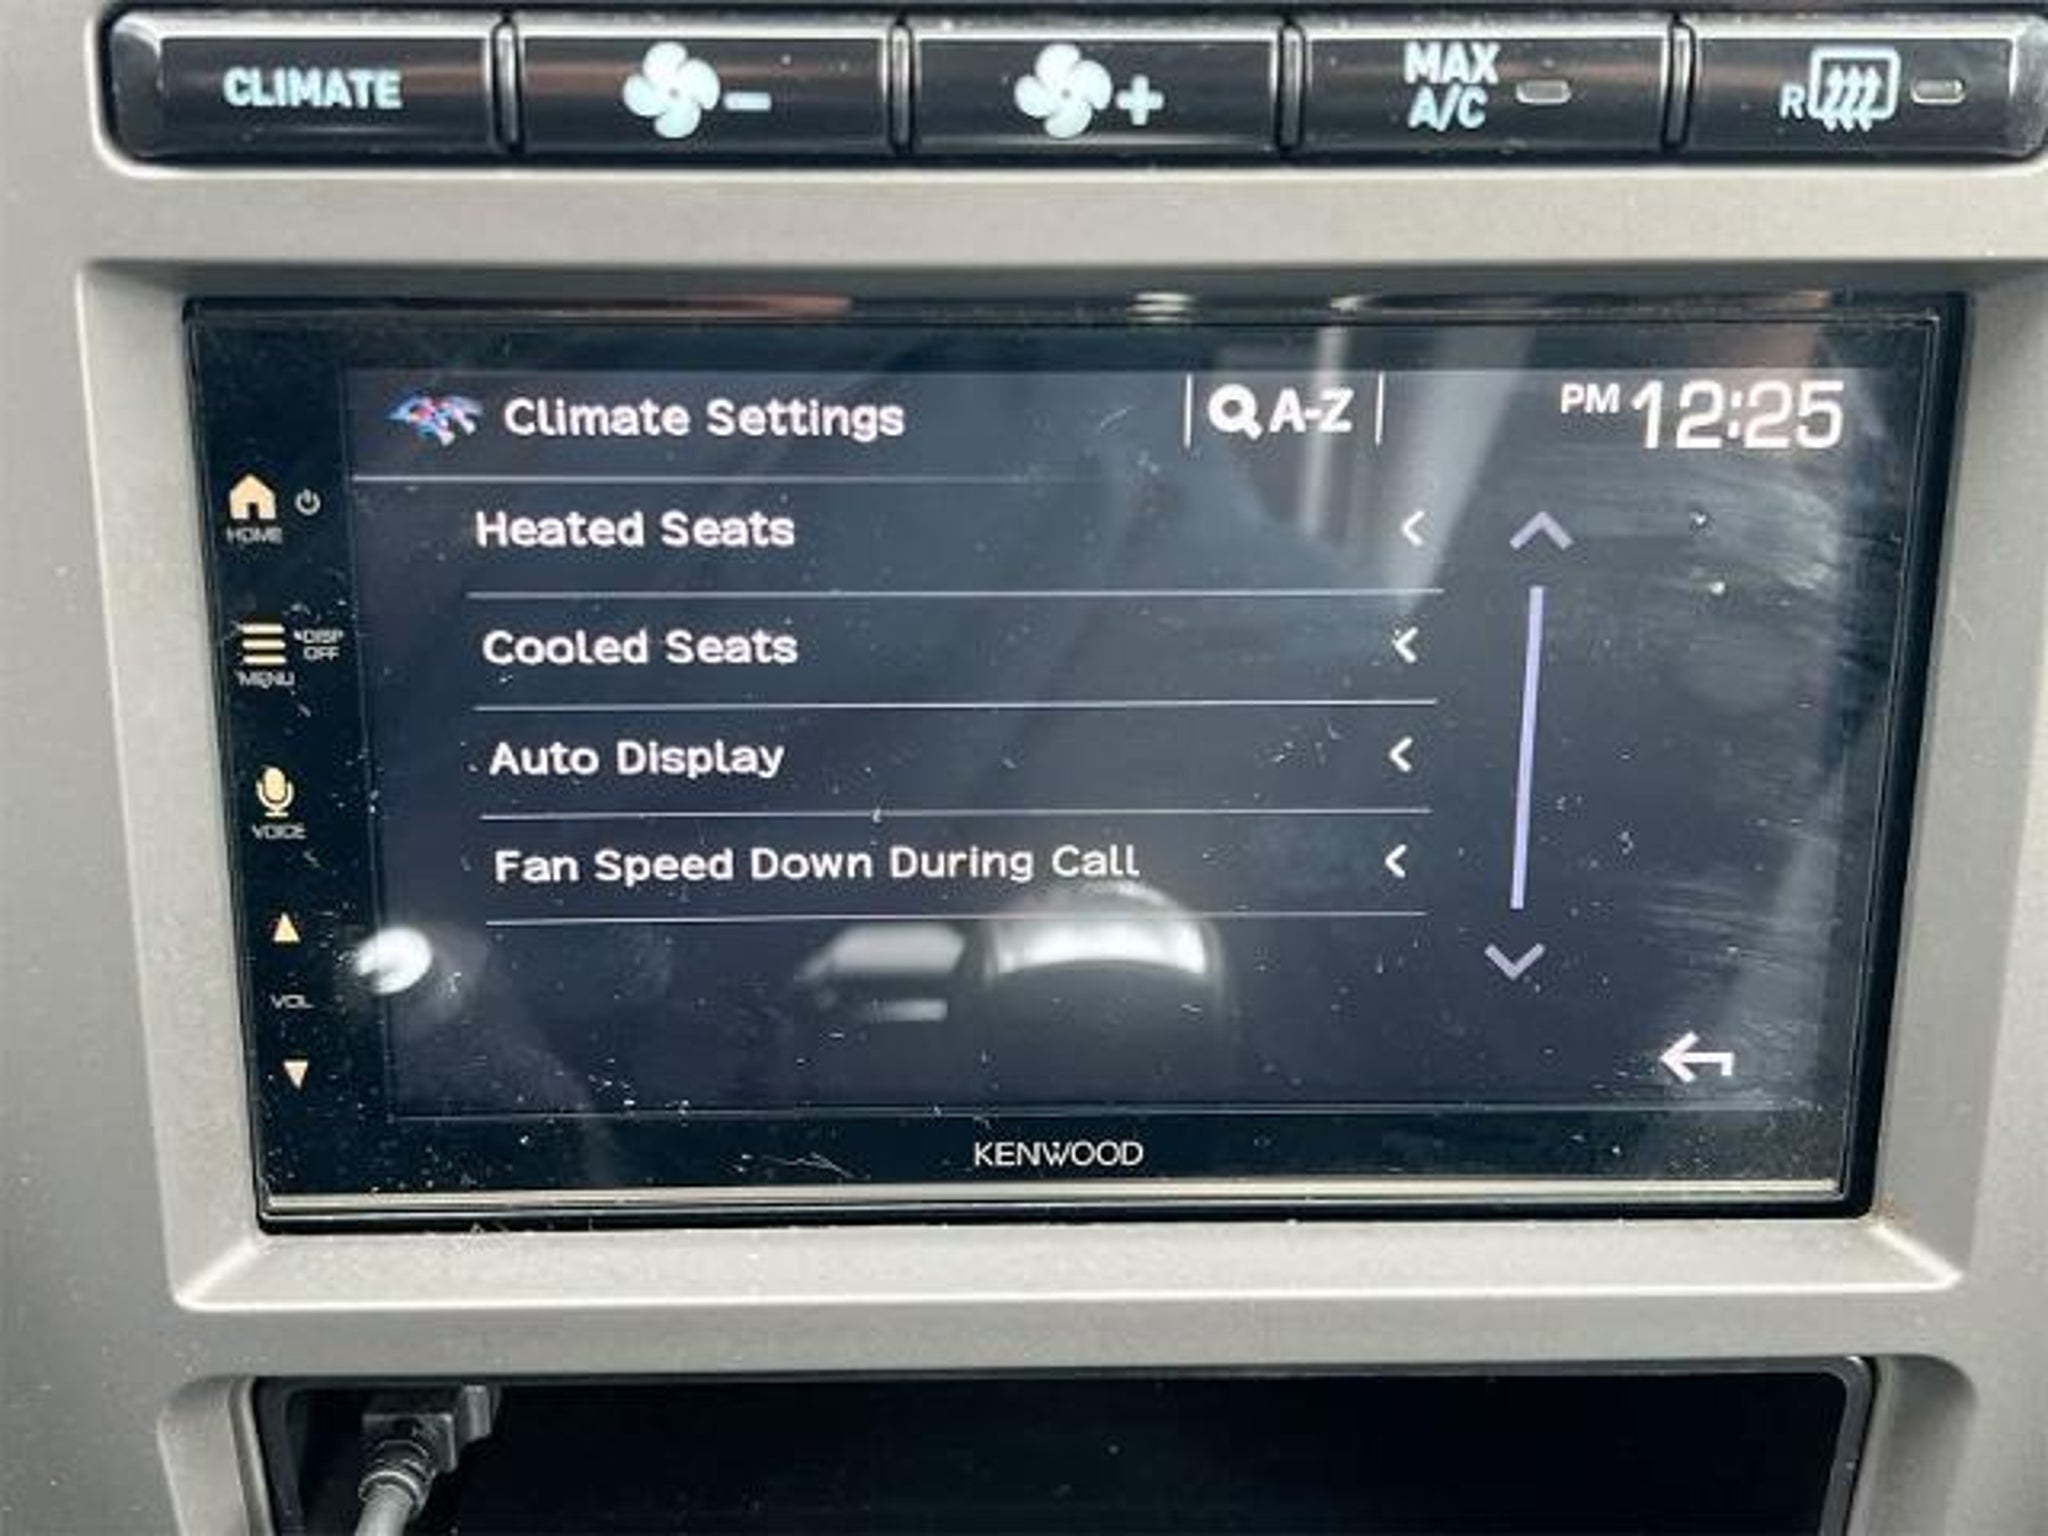 CLIMATE
-
+
MAX
A/C
R
Climate Settings
A-Z
PM 12:25
HOME
Heated Seats
DISP
OFF
MENU
Cooled Seats
Auto Display
VOICE
Fan Speed Down During Call
VOL
KENWOOD